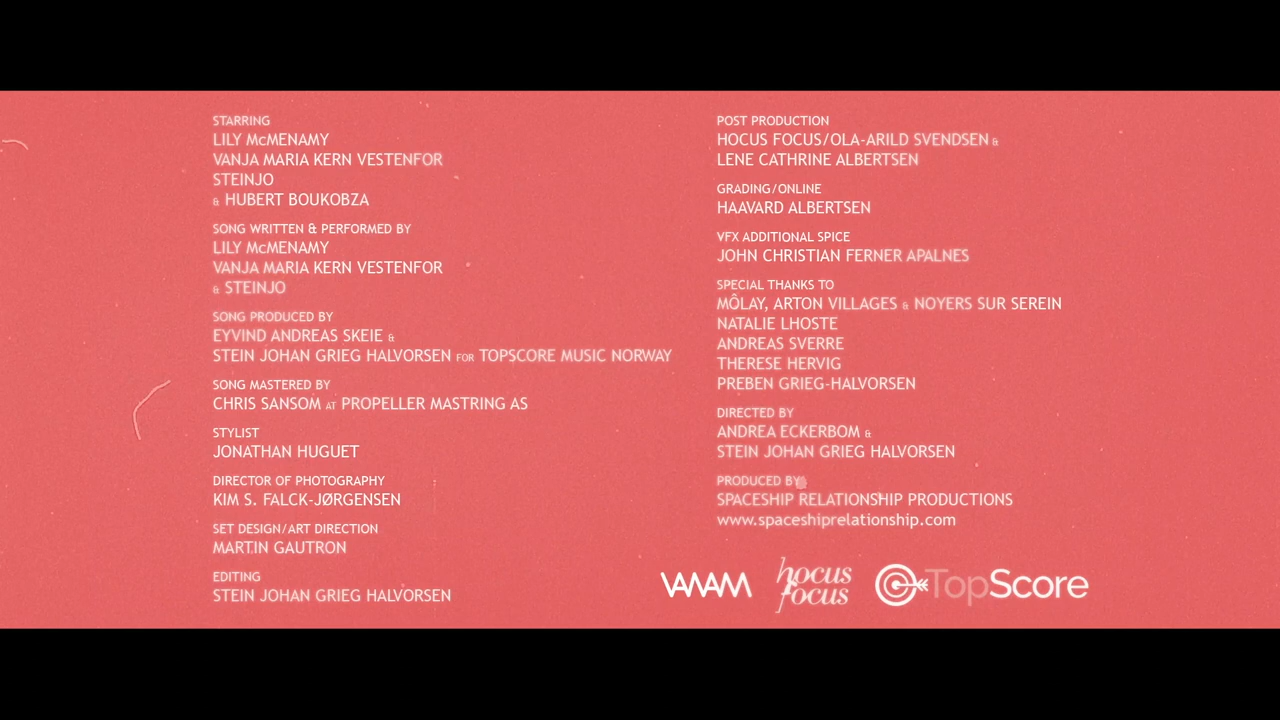 STARRING
LILY McMENAMY
VANJA MARIA KERN VESTENFOR
STEINJO
& HUBERT BOUKOBZA
SONG WRITTEN & PERFORMED BY
LILY McMENAMY
VANJA MARIA KERN VESTENFOR
& STEINJO
SONG PRODUCED BY
EYVIND ANDREAS SKEIE &
STEIN JOHAN GRIEG HALVORSEN FOR TOPSCORE MUSIC NORWAY
SONG MASTERED BY
CHRIS SANSOM AT PROPELLER MASTRING AS
STYLIST
JONATHAN HUGUET
DIRECTOR OF PHOTOGRAPHY
KIM S. FALCK-JØRGENSEN
SET DESIGN/ART DIRECTION
MARTIN GAUTRON
EDITING
STEIN JOHAN GRIEG HALVORSEN
POST PRODUCTION
HOCUS FOCUS/OLA-ARILD SVENDSEN &
LENE CATHRINE ALBERTSEN
GRADING/ONLINE
HAAVARD ALBERTSEN
VFX ADDITIONAL SPICE
JOHN CHRISTIAN FERNER APALNES
SPECIAL THANKS TO
MÔLAY, ARTON VILLAGES & NOYERS SUR SEREIN
NATALIE LHOSTE
ANDREAS SVERRE
THERESE HERVIG
PREBEN GRIEG-HALVORSEN
DIRECTED BY
ANDREA ECKERBOM &
STEIN JOHAN GRIEG HALVORSEN
PRODUCED BY
SPACESHIP RELATIONSHIP PRODUCTIONS
www.spaceshiprelationship.com
VAMAM
hocus
focus
TopScore